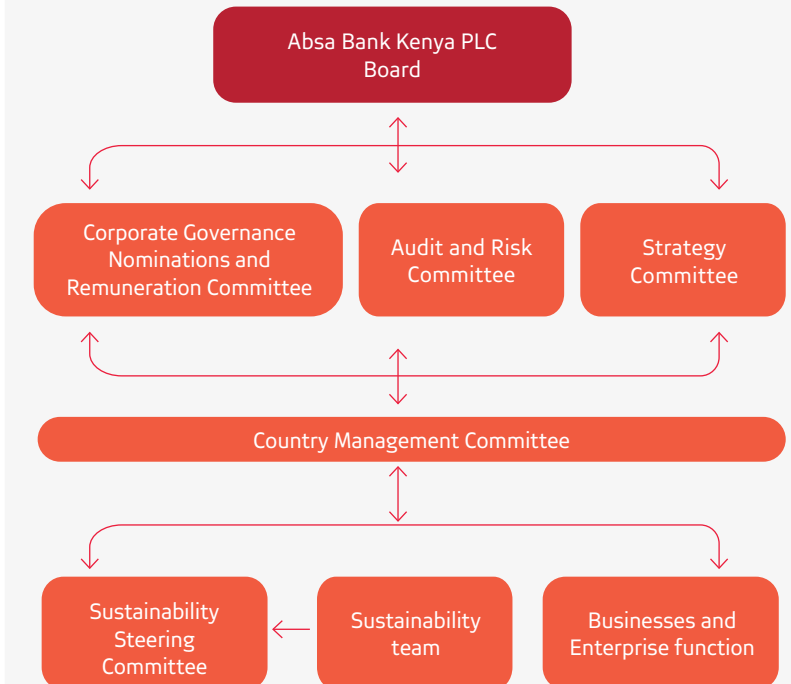 Absa Bank Kenya PLC
Board
Corporate Governance
Nominations and
Remuneration Committee
Audit and Risk
Committee
Strategy
Committee
Country Management Committee
Sustainability
Steering
Committee
Sustainability
team
Businesses and
Enterprise function